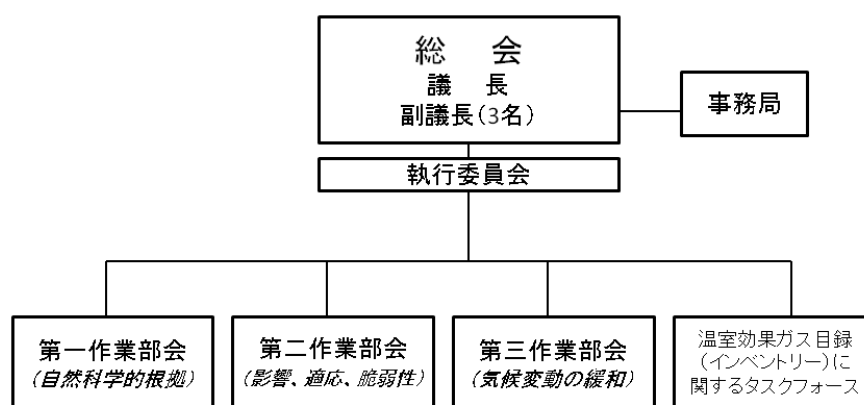 総　会
議　長
副議長(3名)
事務局
執行委員会
第一作業部会
(自然科学的根拠)
第二作業部会
(影響、適応、脆弱性)
第三作業部会
(気候変動の緩和)
温室効果ガス目録
(インベントリー)に
関するタスクフォース